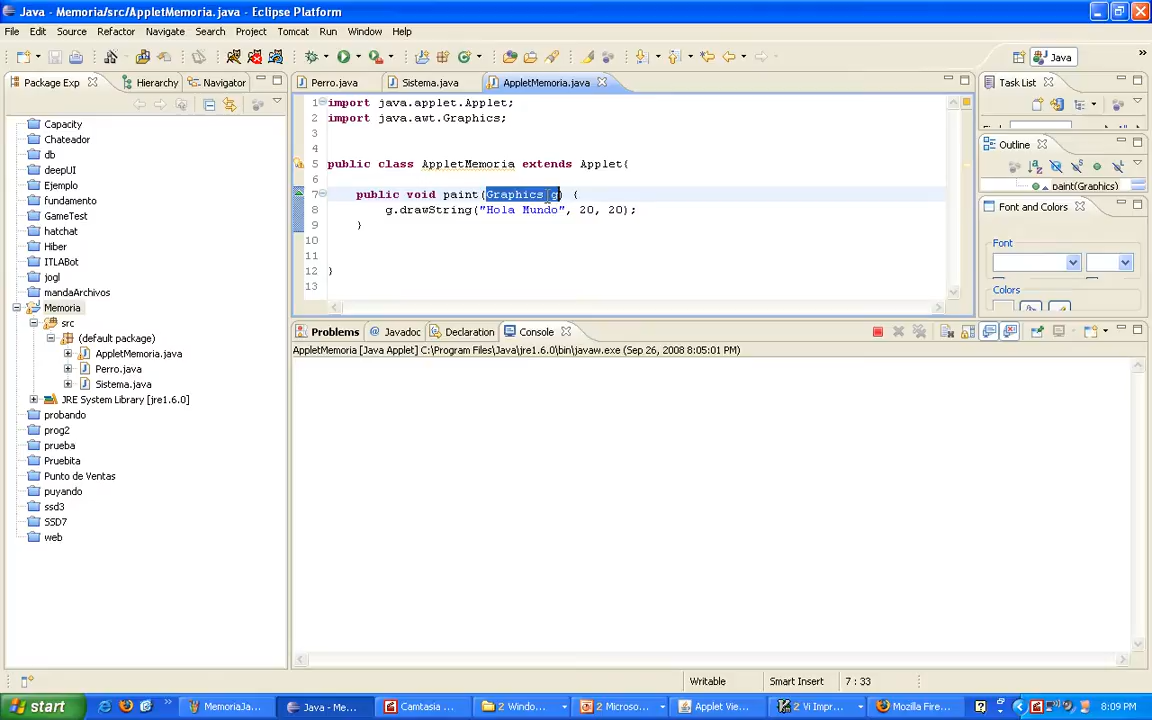 Java - Memoria/src/AppletMemoria.java - Eclipse Platform
File Edit Source Refactor Navigate Search Project Tomcat Run Window Help
Java
Package Exp Hierarchy Navigator
Perro.java Sistema.java AppletMemoria.java
Task List
Capacity
Chateador
db
deepUI
Ejemplo
fundamento
GameTest
hatchat
Hiber
ITLABot
jogl
mandaArchivos
Memoria
src
(default package)
AppletMemoria.java
Perro.java
Sistema.java
JRE System Library [jre1.6.0]
probando
prog2
prueba
Pruebita
Punto de Ventas
puyando
ssd3
SSD7
web
1 import java.applet.Applet;
2 import java.awt.Graphics;
3
4
5 public class AppletMemoria extends Applet{
6
7 public void paint(Graphics g) {
8 g.drawString("Hola Mundo", 20, 20);
9 }
10
11
12 }
13
Outline
paint(Graphics)
Font and Colors
Font
Colors
Problems Javadoc Declaration Console
AppletMemoria [Java Applet] C:\Program Files\Java\jre1.6.0\bin\javaw.exe (Sep 26, 2008 8:05:01 PM)
Writable Smart Insert 7 : 33
start MemoriaJa... Java - Me... Camtasia ... 2 Windo... 2 Microso... Applet Vie... 2 Vi Impr... Mozilla Fire... 8:09 PM